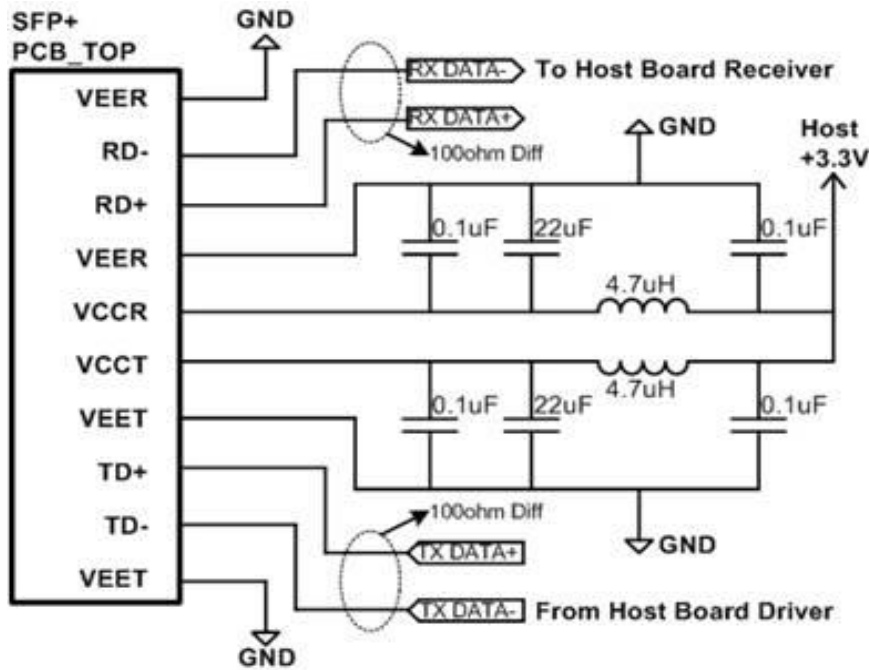 SFP+
PCB_TOP
GND
VEER
RD-
RD+
VEER
VCCR
VCCT
VEET
TD+
TD-
VEET
GND
RX DATA-
To Host Board Receiver
RX DATA+
100ohm Diff
GND
Host
+3.3V
0.1uF
22uF
0.1uF
4.7uH
4.7uH
0.1uF
22uF
0.1uF
100ohm Diff
GND
TX DATA+
TX DATA-
From Host Board Driver